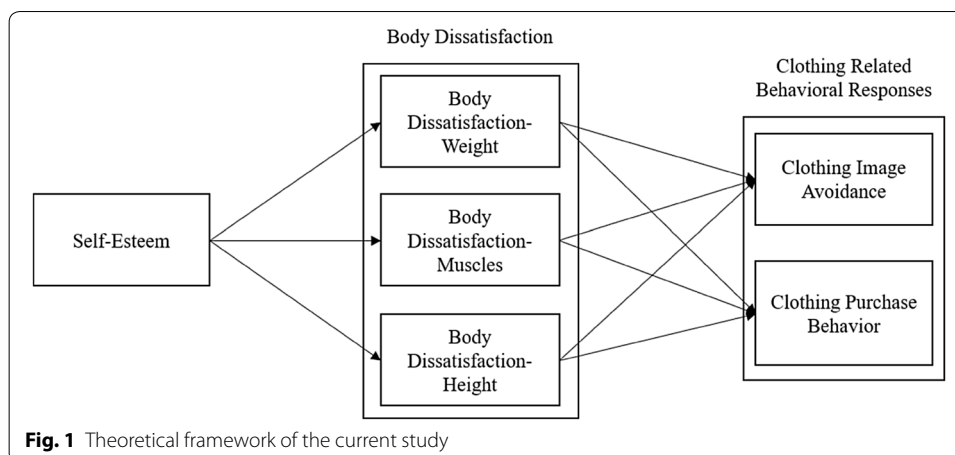 Body Dissatisfaction
Clothing Related
Behavioral Responses
Self-Esteem
Body
Dissatisfaction-
Weight
Body
Dissatisfaction-
Muscles
Body
Dissatisfaction-
Height
Clothing Image
Avoidance
Clothing Purchase
Behavior
Fig. 1 Theoretical framework of the current study